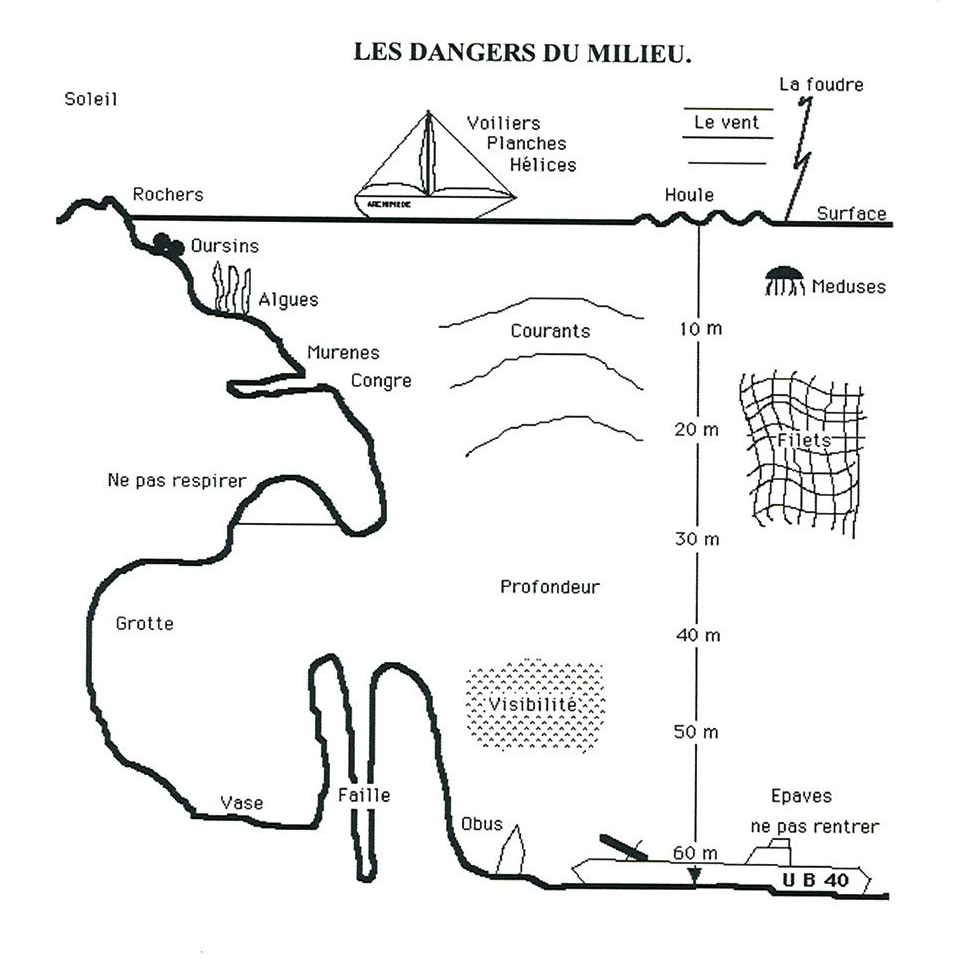 LES DANGERS DU MILIEU.
Soleil
La foudre
Voiliers
Planches
Hélices
Le vent
Rochers
ARCHIMEDE
Houle
Surface
Oursins
Algues
Meduses
Courants
10 m
Murenes
Congre
20 m
Filets
Ne pas respirer
30 m
Profondeur
Grotte
40 m
Visibilité
50 m
Vase
Faille
Epaves
ne pas rentrer
Obus
60 m
U B 40